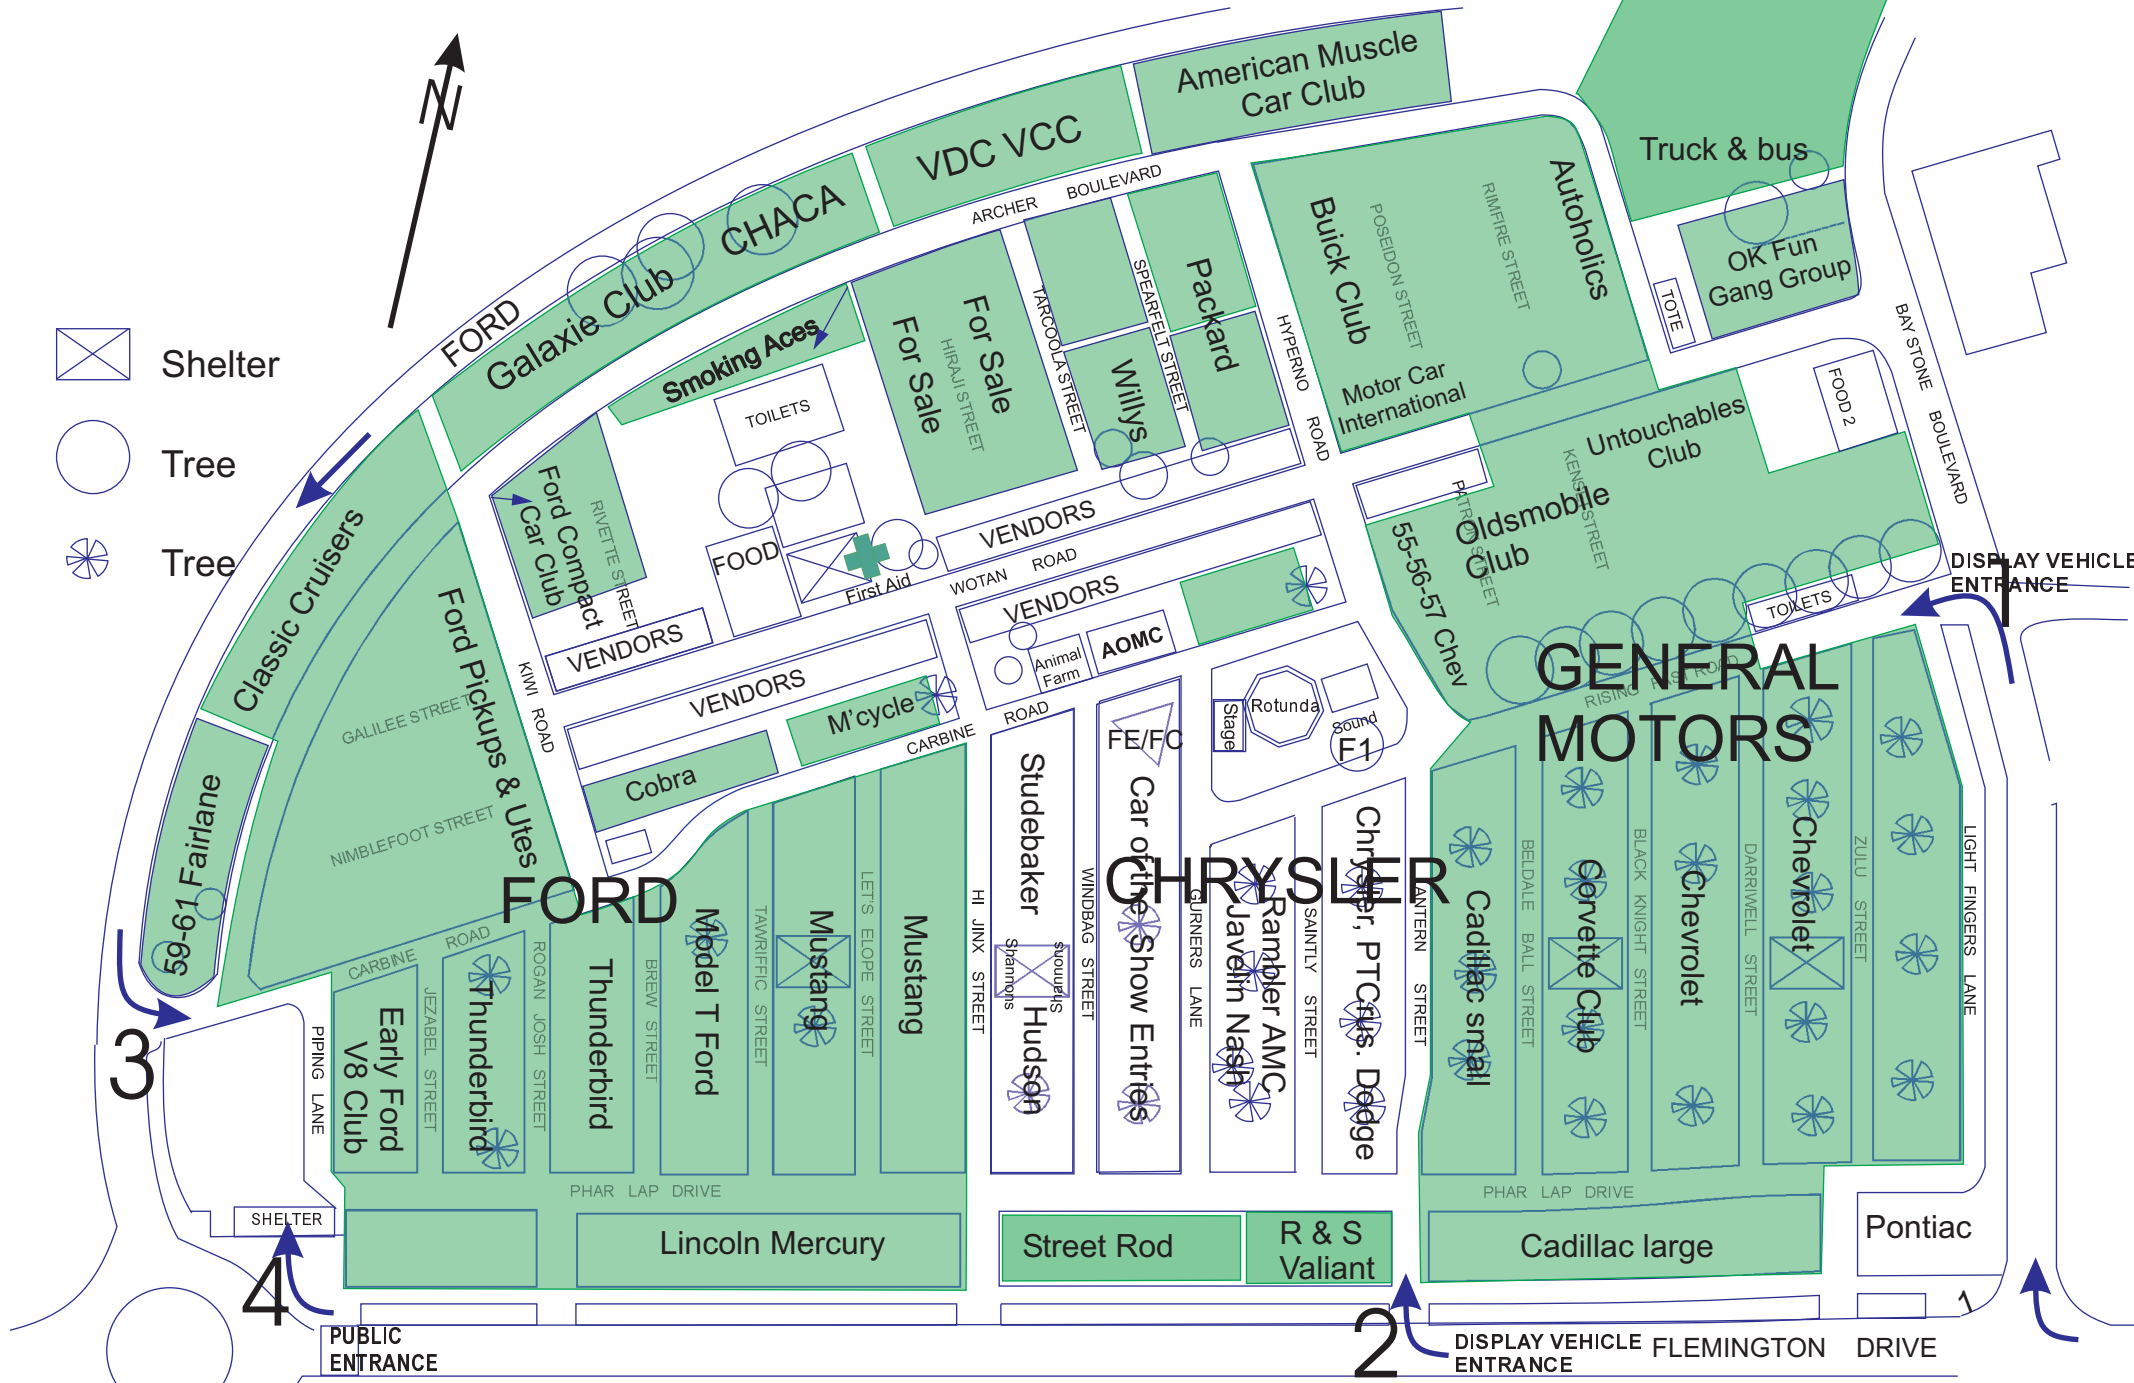 N
Shelter
Tree
Tree
American Muscle
Car Club
VDC VCC
CHACA
Galaxie Club
FORD
ARCHER BOULEVARD
Truck & bus
OK Fun
Gang Group
TOTE
Autoholics
RIMFIRE STREET
POSEIDON STREET
Buick Club
Motor Car
International
Packard
SPEARFELT STREET
Willys
TARCOOLA STREET
HYPERNO ROAD
For Sale
For Sale
HIRAJI STREET
Smoking Aces
TOILETS
FOOD
First Aid
Ford Compact
Car Club
RIVETTE STREET
VENDORS
VENDORS
WOTAN ROAD
VENDORS
VENDORS
AOMC
Animal
Farm
M'cycle
Cobra
CARBINE ROAD
KIWI ROAD
Classic Cruisers
59-61 Fairlane
Ford Pickups & Utes
GALILEE STREET
NIMBLEFOOT STREET
CARBINE ROAD
Untouchables
Club
FOOD 2
BAY STONE BOULEVARD
Oldsmobile
Club
KENSEI STREET
PATRON STREET
55-56-57 Chev
TOILETS
DISPLAY VEHICLE
ENTRANCE
1
GENERAL
MOTORS
RISING FAST ROAD
Stage
Rotunda
Sound
F1
FE/FC
FORD
CHRYSLER
3
PIPING LANE
Early Ford
V8 Club
JEZABEL STREET
Thunderbird
ROGAN JOSH STREET
Thunderbird
BREW STREET
Model T Ford
TAWRIFFIC STREET
Mustang
LET'S ELOPE STREET
Mustang
HI JINX STREET
Studebaker
Shannons
Shannons
Hudson
WINDBAG STREET
Car of the Show Entries
GURNERS LANE
Rambler AMC
Javelin Nash
SAINTLY STREET
Chrysler, PTCrus. Dodge
ANTERN STREET
Cadillac small
BELDALE BALL STREET
Corvette Club
BLACK KNIGHT STREET
Chevrolet
DARRIWELL STREET
Chevrolet
ZULU STREET
LIGHT FINGERS LANE
PHAR LAP DRIVE
PHAR LAP DRIVE
SHELTER
Lincoln Mercury
Street Rod
R & S
Valiant
Cadillac large
Pontiac
4
PUBLIC
ENTRANCE
2
DISPLAY VEHICLE
ENTRANCE
FLEMINGTON DRIVE
1